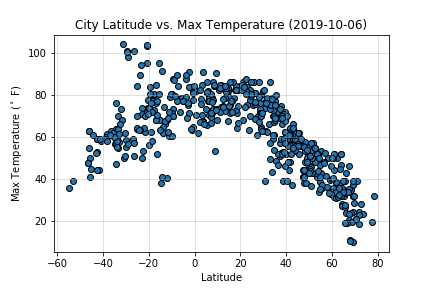 City Latitude vs. Max Temperature (2019-10-06)
Max Temperature (° F)
100
80
60
40
20
−60 −40 −20 0 20 40 60 80
Latitude